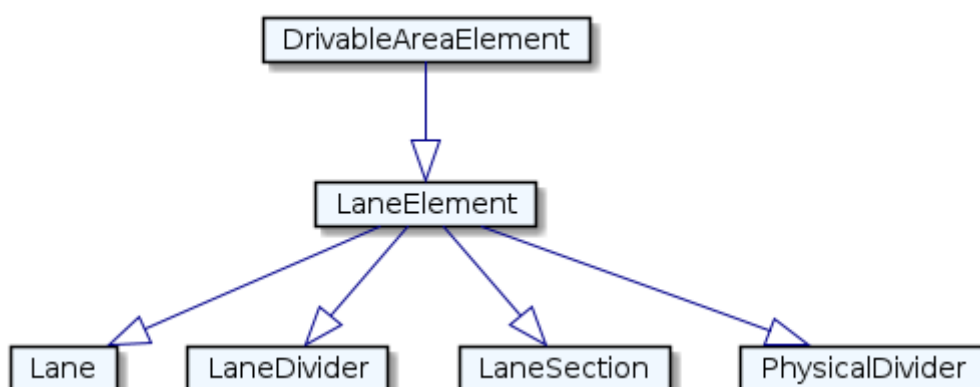 DrivableAreaElement
LaneElement
Lane
LaneDivider
LaneSection
PhysicalDivider